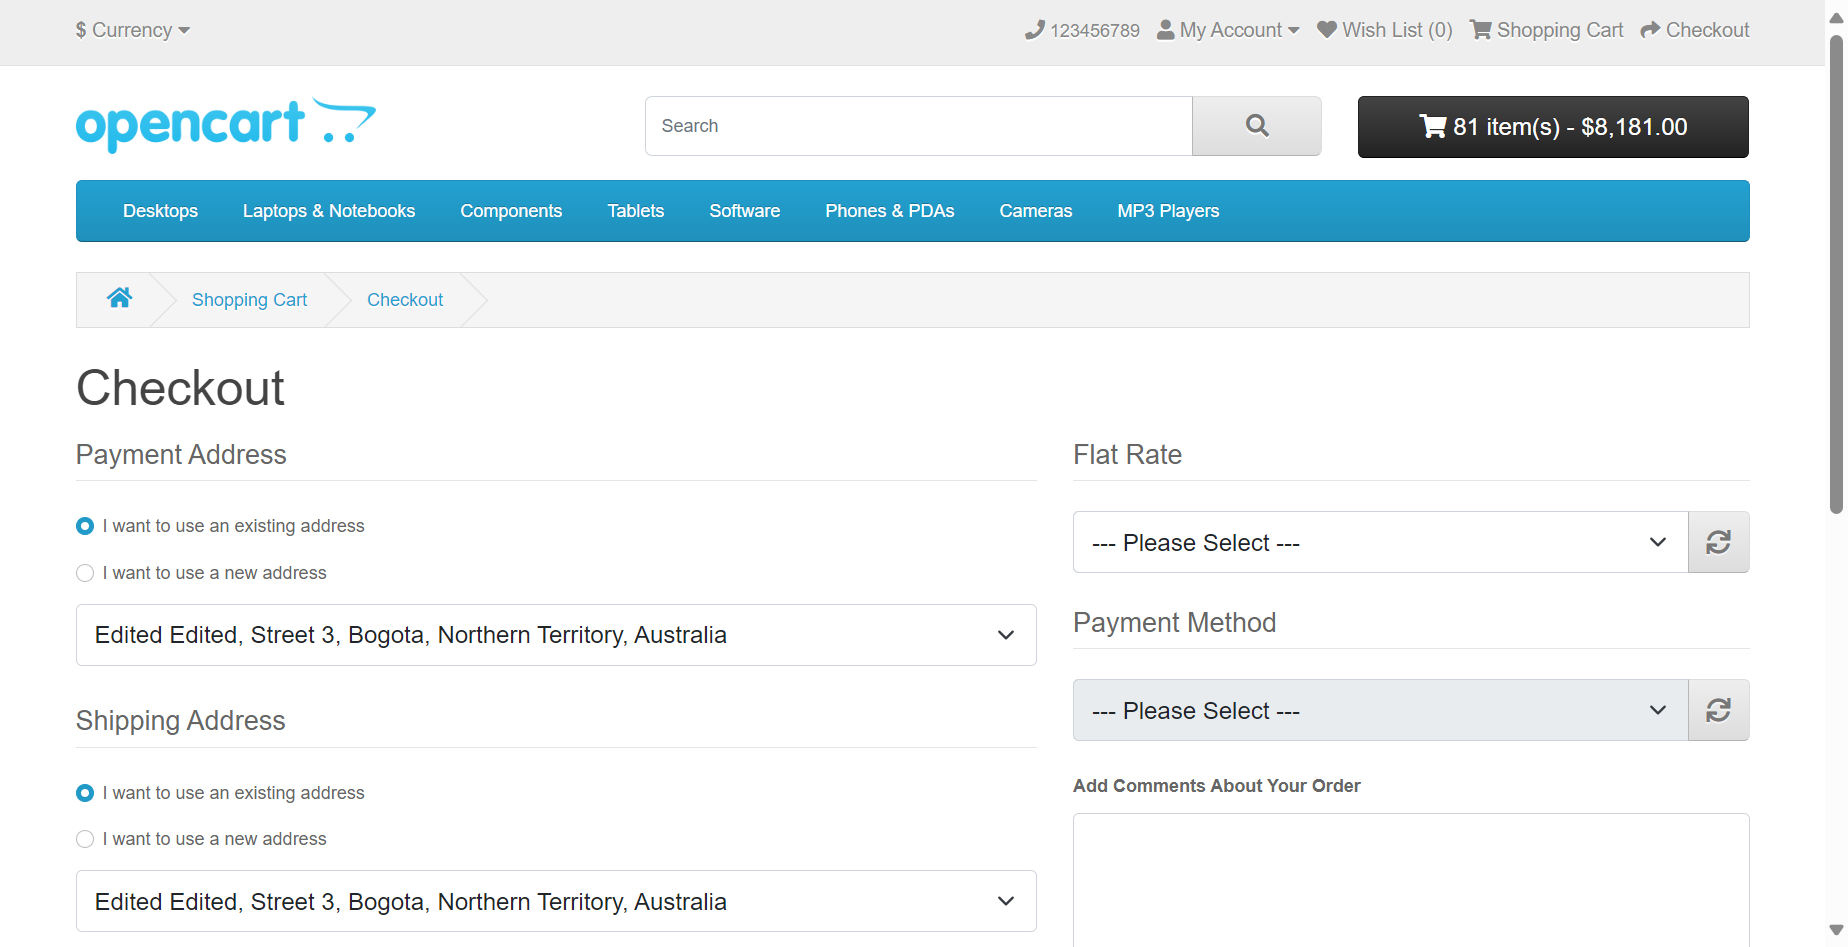 $ Currency
123456789 My Account Wish List (0) Shopping Cart Checkout
opencart
Search
81 item(s) - $8,181.00
Desktops Laptops & Notebooks Components Tablets Software Phones & PDAs Cameras MP3 Players
Shopping Cart Checkout
Checkout
Payment Address
I want to use an existing address
I want to use a new address
Edited Edited, Street 3, Bogota, Northern Territory, Australia
Shipping Address
I want to use an existing address
I want to use a new address
Edited Edited, Street 3, Bogota, Northern Territory, Australia
Flat Rate
--- Please Select ---
Payment Method
--- Please Select ---
Add Comments About Your Order